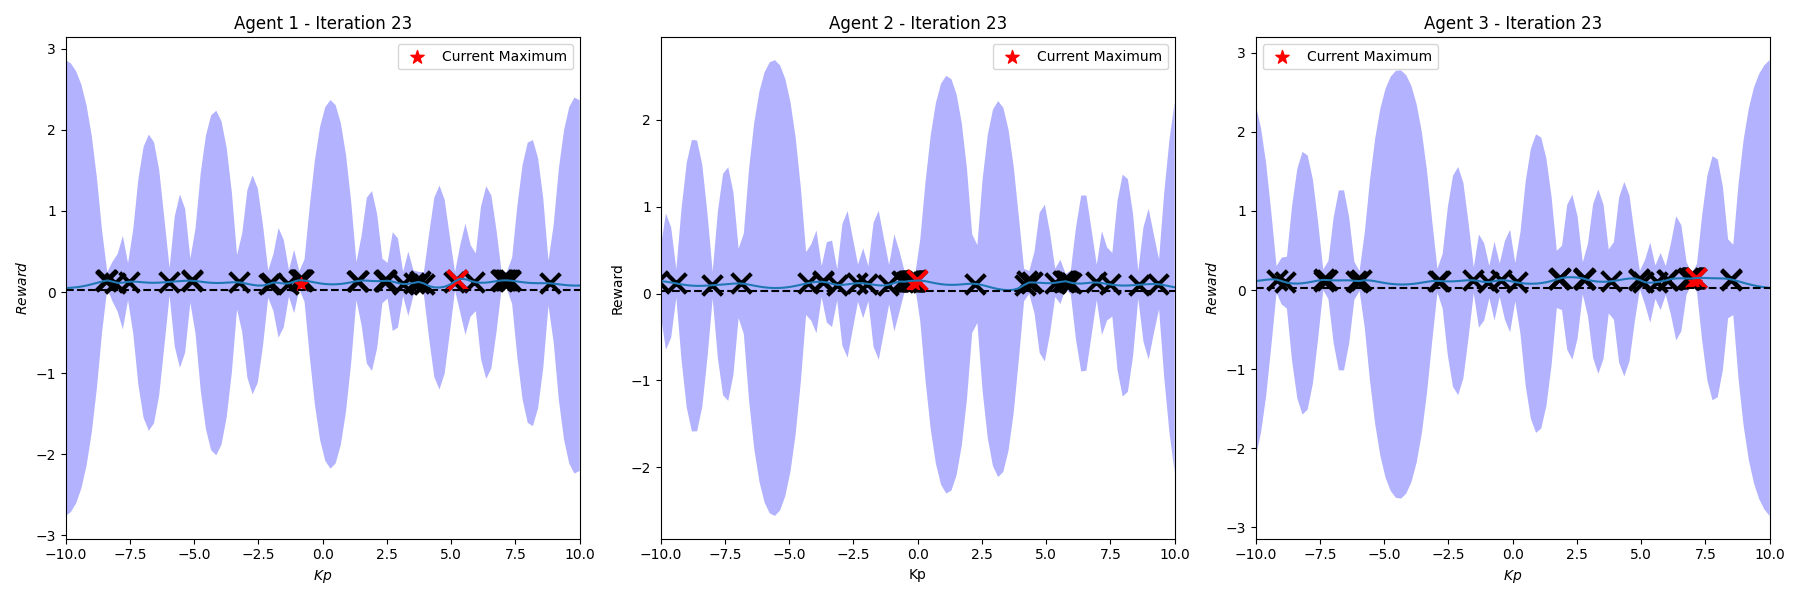 Agent 1 - Iteration 23
Current Maximum
Reward
3
2
1
0
−1
−2
−3
−10.0 −7.5 −5.0 −2.5 0.0 2.5 5.0 7.5 10.0
Kp
Agent 2 - Iteration 23
Current Maximum
Reward
2
1
0
−1
−2
−10.0 −7.5 −5.0 −2.5 0.0 2.5 5.0 7.5 10.0
Kp
Agent 3 - Iteration 23
Current Maximum
Reward
3
2
1
0
−1
−2
−3
−10.0 −7.5 −5.0 −2.5 0.0 2.5 5.0 7.5 10.0
Kp